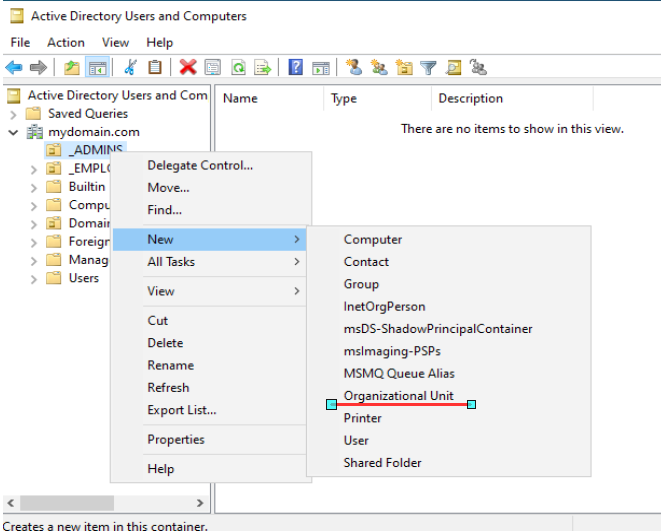 Active Directory Users and Computers
File Action View Help
Active Directory Users and Com
Name Type Description
Saved Queries
mydomain.com
There are no items to show in this view.
_ADMINS
_EMPL
Builtin
Compu
Domair
Foreigr
Manag
Users
Delegate Control...
Move...
Find...
New
All Tasks
View
Cut
Delete
Rename
Refresh
Export List...
Properties
Help
Computer
Contact
Group
InetOrgPerson
msDS-ShadowPrincipalContainer
msImaging-PSPs
MSMQ Queue Alias
Organizational Unit
Printer
User
Shared Folder
Creates a new item in this container.